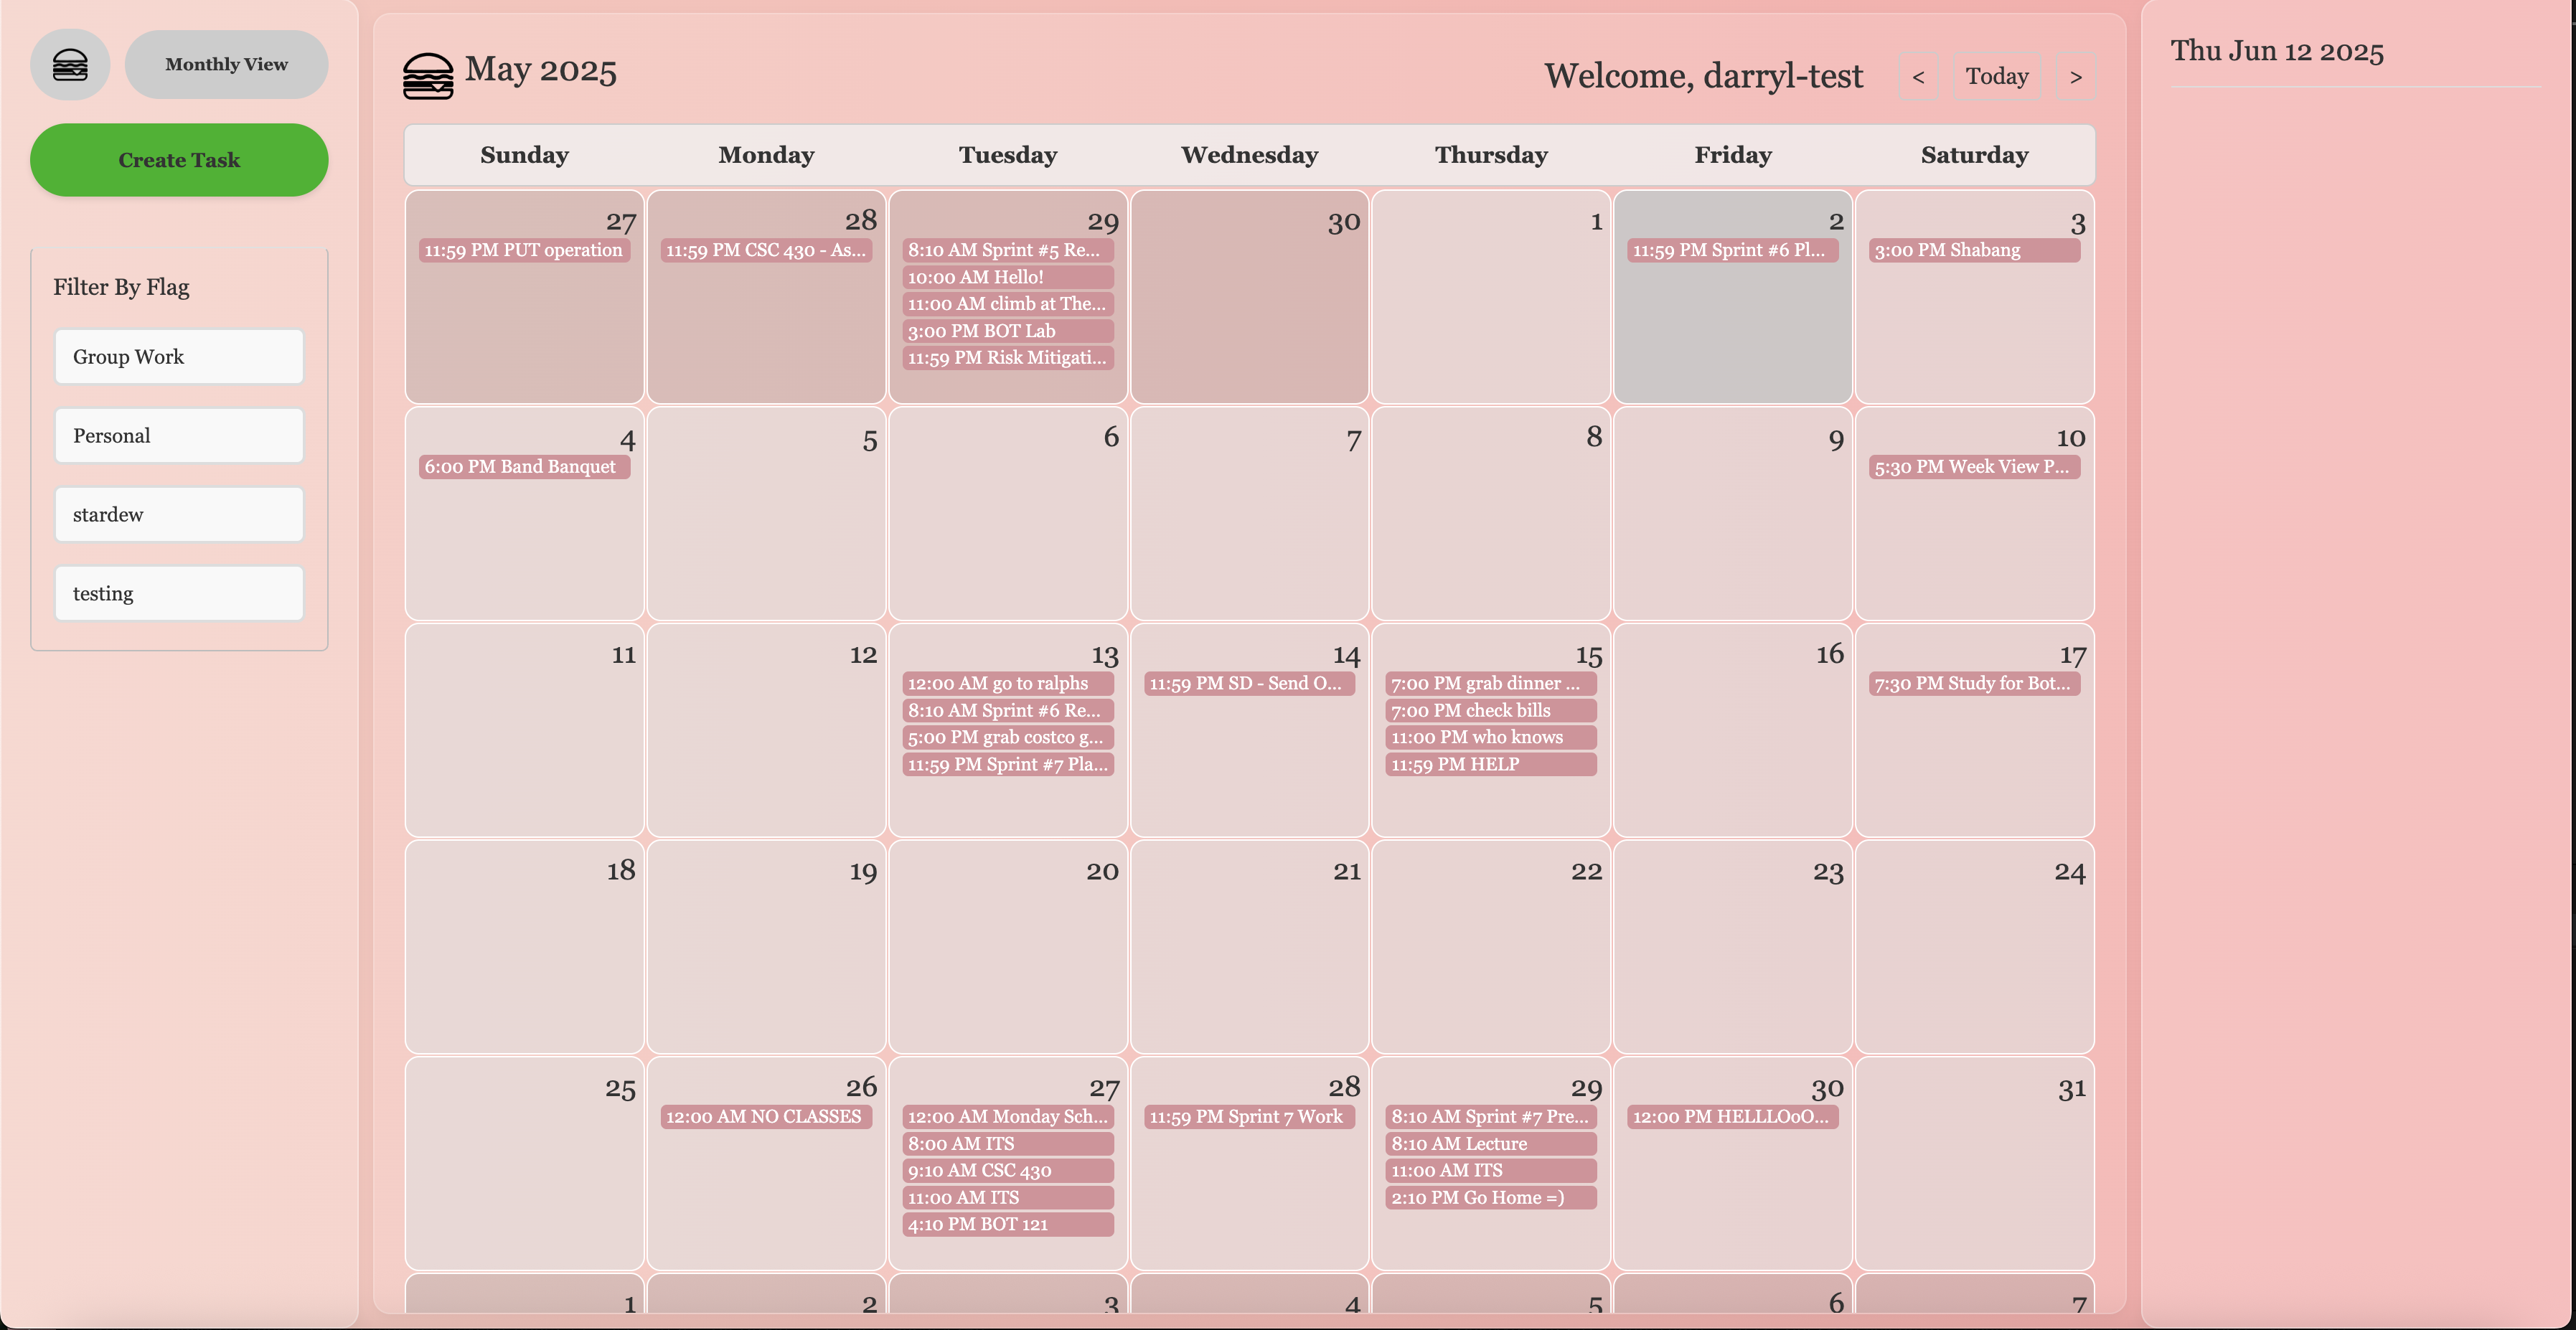 Monthly View
Create Task
Filter By Flag
Group Work
Personal
stardew
testing
May 2025
Welcome, darryl-test
< Today >
Sunday Monday Tuesday Wednesday Thursday Friday Saturday
27
11:59 PM PUT operation
28
11:59 PM CSC 430 - As...
29
8:10 AM Sprint #5 Re...
10:00 AM Hello!
11:00 AM climb at The...
3:00 PM BOT Lab
11:59 PM Risk Mitigati...
30
1
2
11:59 PM Sprint #6 Pl...
3
3:00 PM Shabang
4
6:00 PM Band Banquet
5
6
7
8
9
10
5:30 PM Week View P...
11
12
13
12:00 AM go to ralphs
8:10 AM Sprint #6 Re...
5:00 PM grab costco g...
11:59 PM Sprint #7 Pla...
14
11:59 PM SD - Send O...
15
7:00 PM grab dinner ...
7:00 PM check bills
11:00 PM who knows
11:59 PM HELP
16
17
7:30 PM Study for Bot...
18
19
20
21
22
23
24
25
26
12:00 AM NO CLASSES
27
12:00 AM Monday Sch...
8:00 AM ITS
9:10 AM CSC 430
11:00 AM ITS
4:10 PM BOT 121
28
11:59 PM Sprint 7 Work
29
8:10 AM Sprint #7 Pre...
8:10 AM Lecture
11:00 AM ITS
2:10 PM Go Home =)
30
12:00 PM HELLLOoO...
31
1
2
3
4
5
6
7
Thu Jun 12 2025